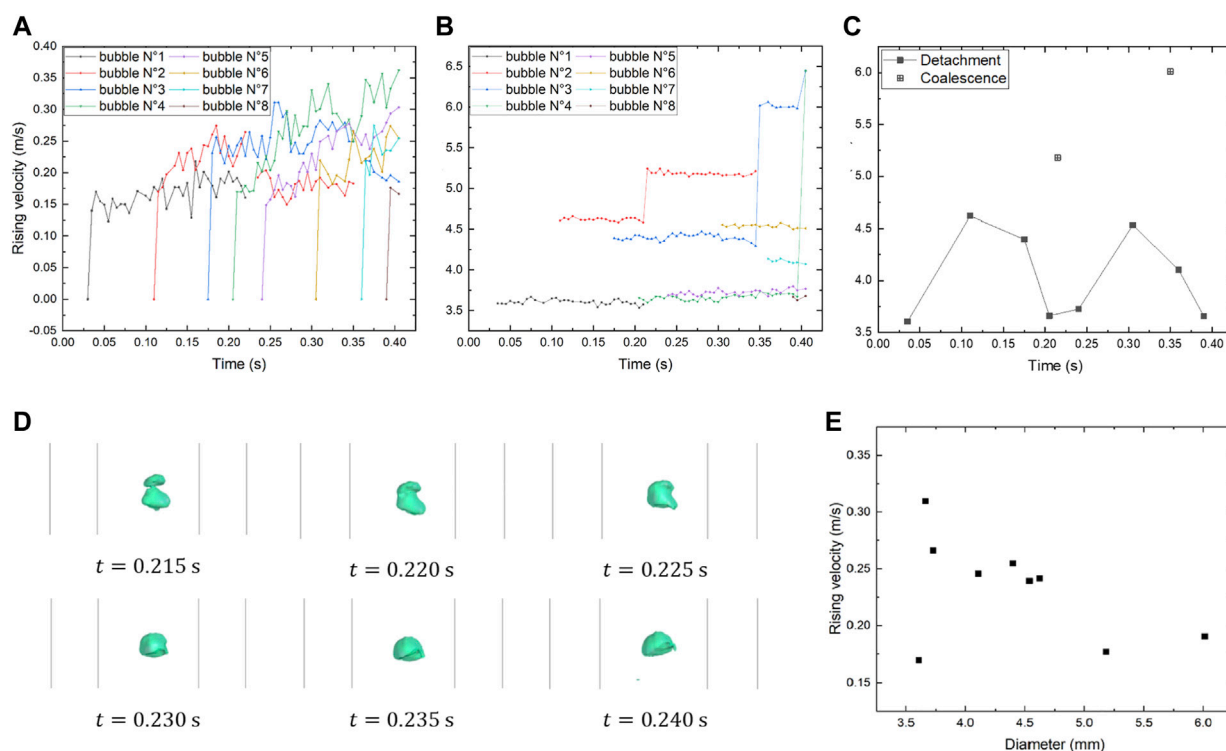 A
bubble N°1
bubble N°2
bubble N°3
bubble N°4
bubble N°5
bubble N°6
bubble N°7
bubble N°8
0.40
0.35
0.30
0.25
0.20
0.15
0.10
0.05
0.00
-0.05
Rising velocity (m/s)
0.00 0.05 0.10 0.15 0.20 0.25 0.30 0.35 0.40
Time (s)
B
bubble N°1
bubble N°2
bubble N°3
bubble N°4
bubble N°5
bubble N°6
bubble N°7
bubble N°8
6.5
6.0
5.5
5.0
4.5
4.0
3.5
0.00 0.05 0.10 0.15 0.20 0.25 0.30 0.35 0.40
Time (s)
C
Detachment
Coalescence
6.0
5.5
5.0
4.5
4.0
3.5
0.00 0.05 0.10 0.15 0.20 0.25 0.30 0.35 0.40
Time (s)
D
t = 0.215 s
t = 0.220 s
t = 0.225 s
t = 0.230 s
t = 0.235 s
t = 0.240 s
E
0.35
0.30
0.25
0.20
0.15
Rising velocity (m/s)
3.5 4.0 4.5 5.0 5.5 6.0
Diameter (mm)